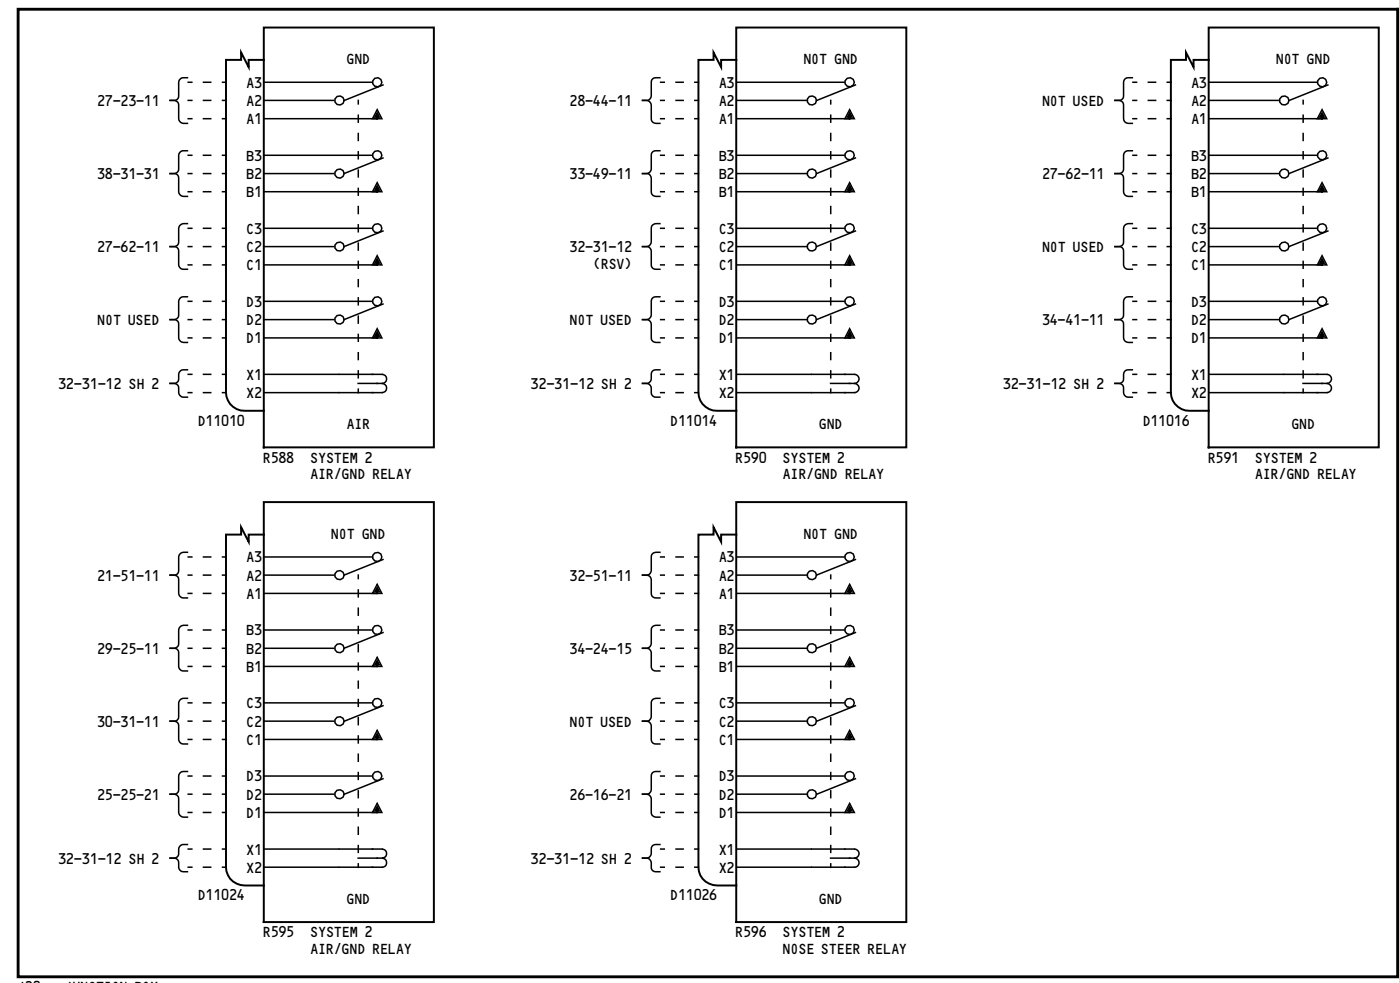 GND
A3
27-23-11
A2
A1
B3
38-31-31
B2
B1
C3
27-62-11
C2
C1
D3
NOT USED
D2
D1
X1
32-31-12 SH 2
X2
D11010
AIR
R588 SYSTEM 2
AIR/GND RELAY
NOT GND
A3
28-44-11
A2
A1
B3
33-49-11
B2
B1
C3
32-31-12
C2
(RSV)
C1
D3
NOT USED
D2
D1
X1
32-31-12 SH 2
X2
D11014
GND
R590 SYSTEM 2
AIR/GND RELAY
NOT GND
A3
NOT USED
A2
A1
B3
27-62-11
B2
B1
C3
NOT USED
C2
C1
D3
34-41-11
D2
D1
X1
32-31-12 SH 2
X2
D11016
GND
R591 SYSTEM 2
AIR/GND RELAY
NOT GND
A3
21-51-11
A2
A1
B3
29-25-11
B2
B1
C3
30-31-11
C2
C1
D3
25-25-21
D2
D1
X1
32-31-12 SH 2
X2
D11024
GND
R595 SYSTEM 2
AIR/GND RELAY
NOT GND
A3
32-51-11
A2
A1
B3
34-24-15
B2
B1
C3
NOT USED
C2
C1
D3
26-16-21
D2
D1
X1
32-31-12 SH 2
X2
D11026
GND
R596 SYSTEM 2
NOSE STEER RELAY